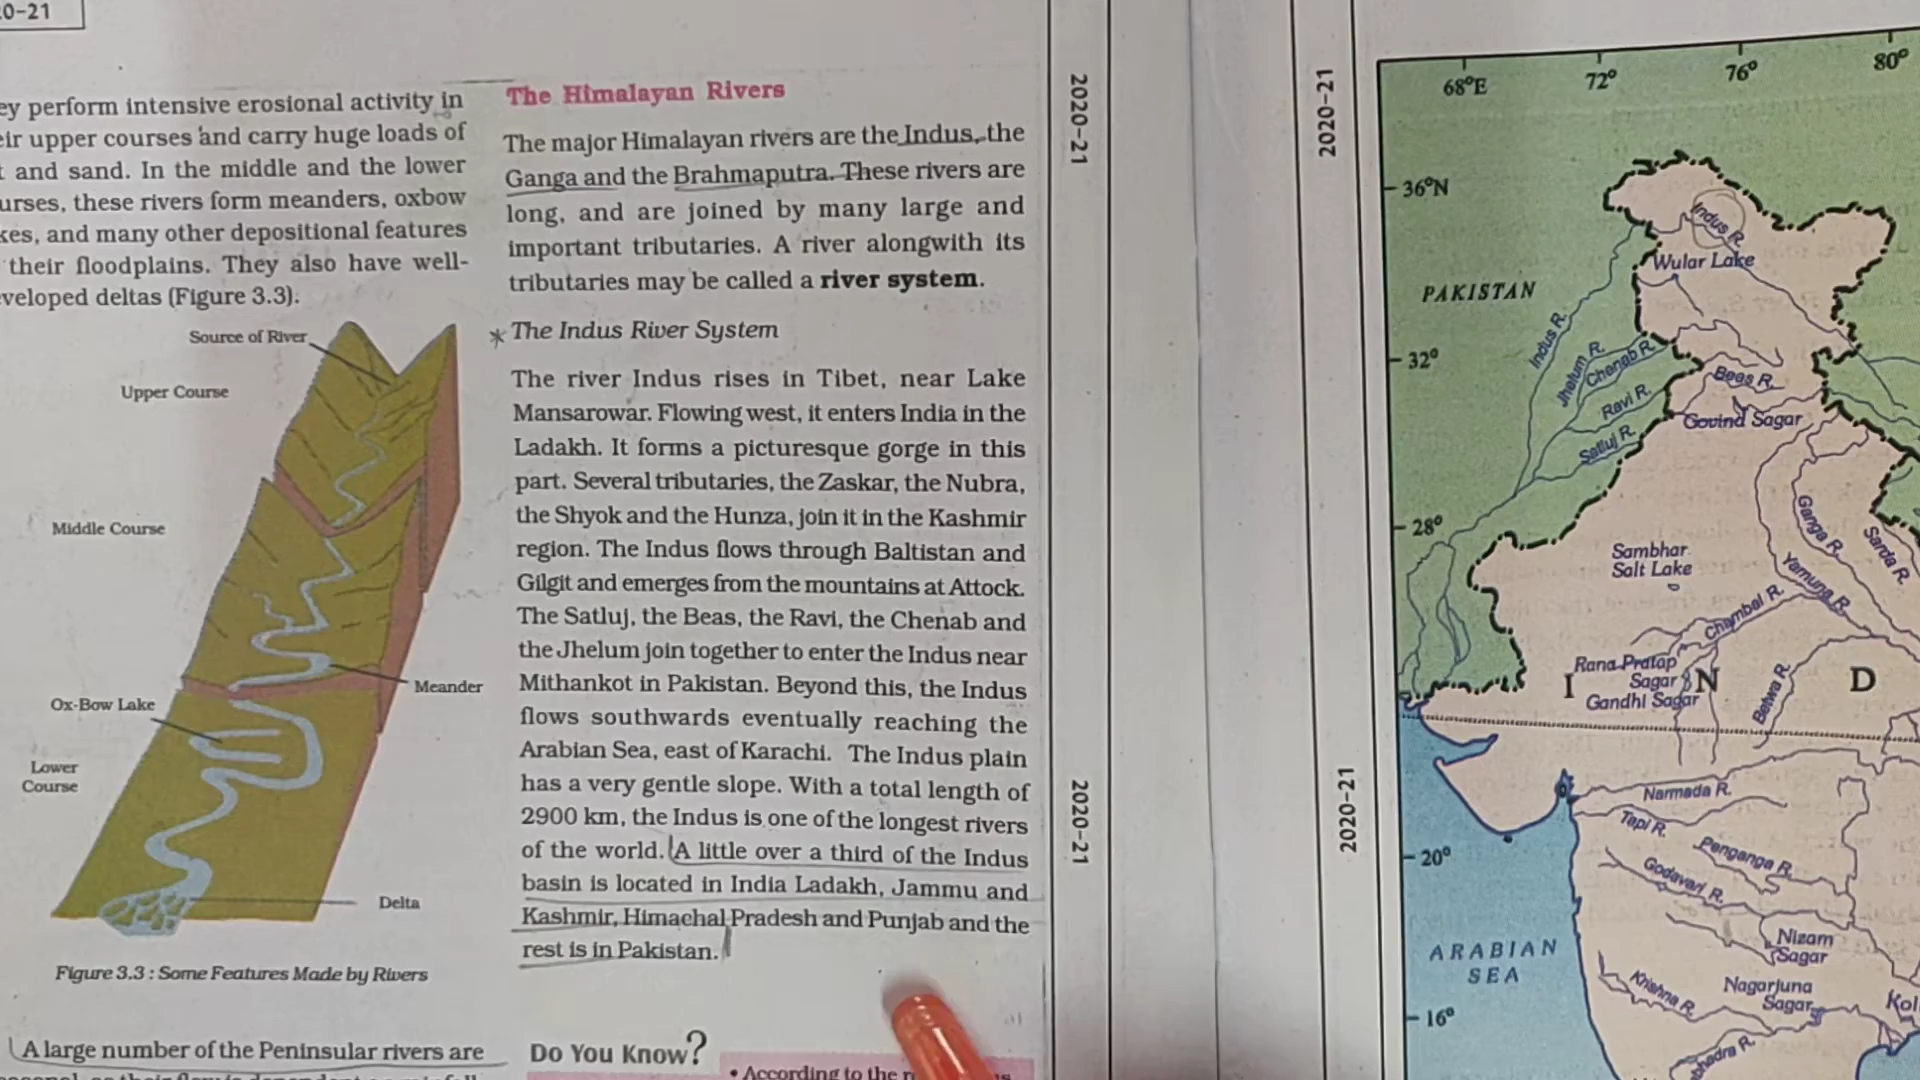 0-21
perform intensive erosional activity in
upper courses and carry huge loads of
and sand. In the middle and the lower
these rivers form meanders, oxbow
and many other depositional features
their floodplains. They also have well-
deltas (Figure 3.3).
Source of River
Upper Course
Middle Course
Meander
Ox-Bow Lake
Lower
Course
Delta
Figure 3.3 : Some Features Made by Rivers
A large number of the Peninsular rivers are
The Himalayan Rivers
The major Himalayan rivers are the Indus, the
Ganga and the Brahmaputra. These rivers are
long, and are joined by many large and
important tributaries. A river alongwith its
tributaries may be called a river system.
* The Indus River System
The river Indus rises in Tibet, near Lake
Mansarowar. Flowing west, it enters India in the
Ladakh. It forms a picturesque gorge in this
part. Several tributaries, the Zaskar, the Nubra,
the Shyok and the Hunza, join it in the Kashmir
region. The Indus flows through Baltistan and
Gilgit and emerges from the mountains at Attock.
The Satluj, the Beas, the Ravi, the Chenab and
the Jhelum join together to enter the Indus near
Mithankot in Pakistan. Beyond this, the Indus
flows southwards eventually reaching the
Arabian Sea, east of Karachi. The Indus plain
has a very gentle slope. With a total length of
2900 km, the Indus is one of the longest rivers
of the world. A little over a third of the Indus
basin is located in India Ladakh, Jammu and
Kashmir, Himachal Pradesh and Punjab and the
rest is in Pakistan.
Do You Know?
• According to the
2020-21
2020-21
2020-21
2020-21
68°E
72°
76°
80°
36°N
32°
28°
20°
16°
Indus R.
Wular Lake
PAKISTAN
Indus R.
Jhelum R.
Chenab R.
Ravi R.
Satluj R.
Beas R.
Govind Sagar
Ganga R.
Sarda R.
Yamuna R.
Sambhar
Salt Lake
Chambal R.
Rana Pratap
Sagar
Gandhi Sagar
Betwa R.
I N D
Narmada R.
Tapi R.
Penganga R.
Godavari R.
Nizam
Sagar
ARABIAN
SEA
Krishna R.
Nagarjuna
Sagar